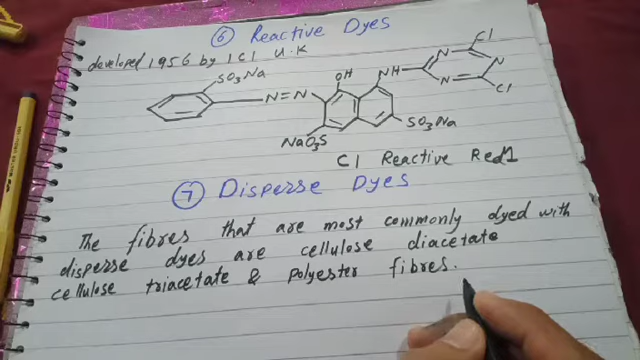 ⑥ Reactive Dyes
developed 1956 by ICI U.K
SO3Na
OH
NH
N
Cl
N
N
Cl
N=N
NaO3S
SO3Na
CI Reactive Red1
⑦ Disperse Dyes
The fibres that are most commonly dyed with
disperse dyes are cellulose diacetate
cellulose triacetate & polyester fibres.